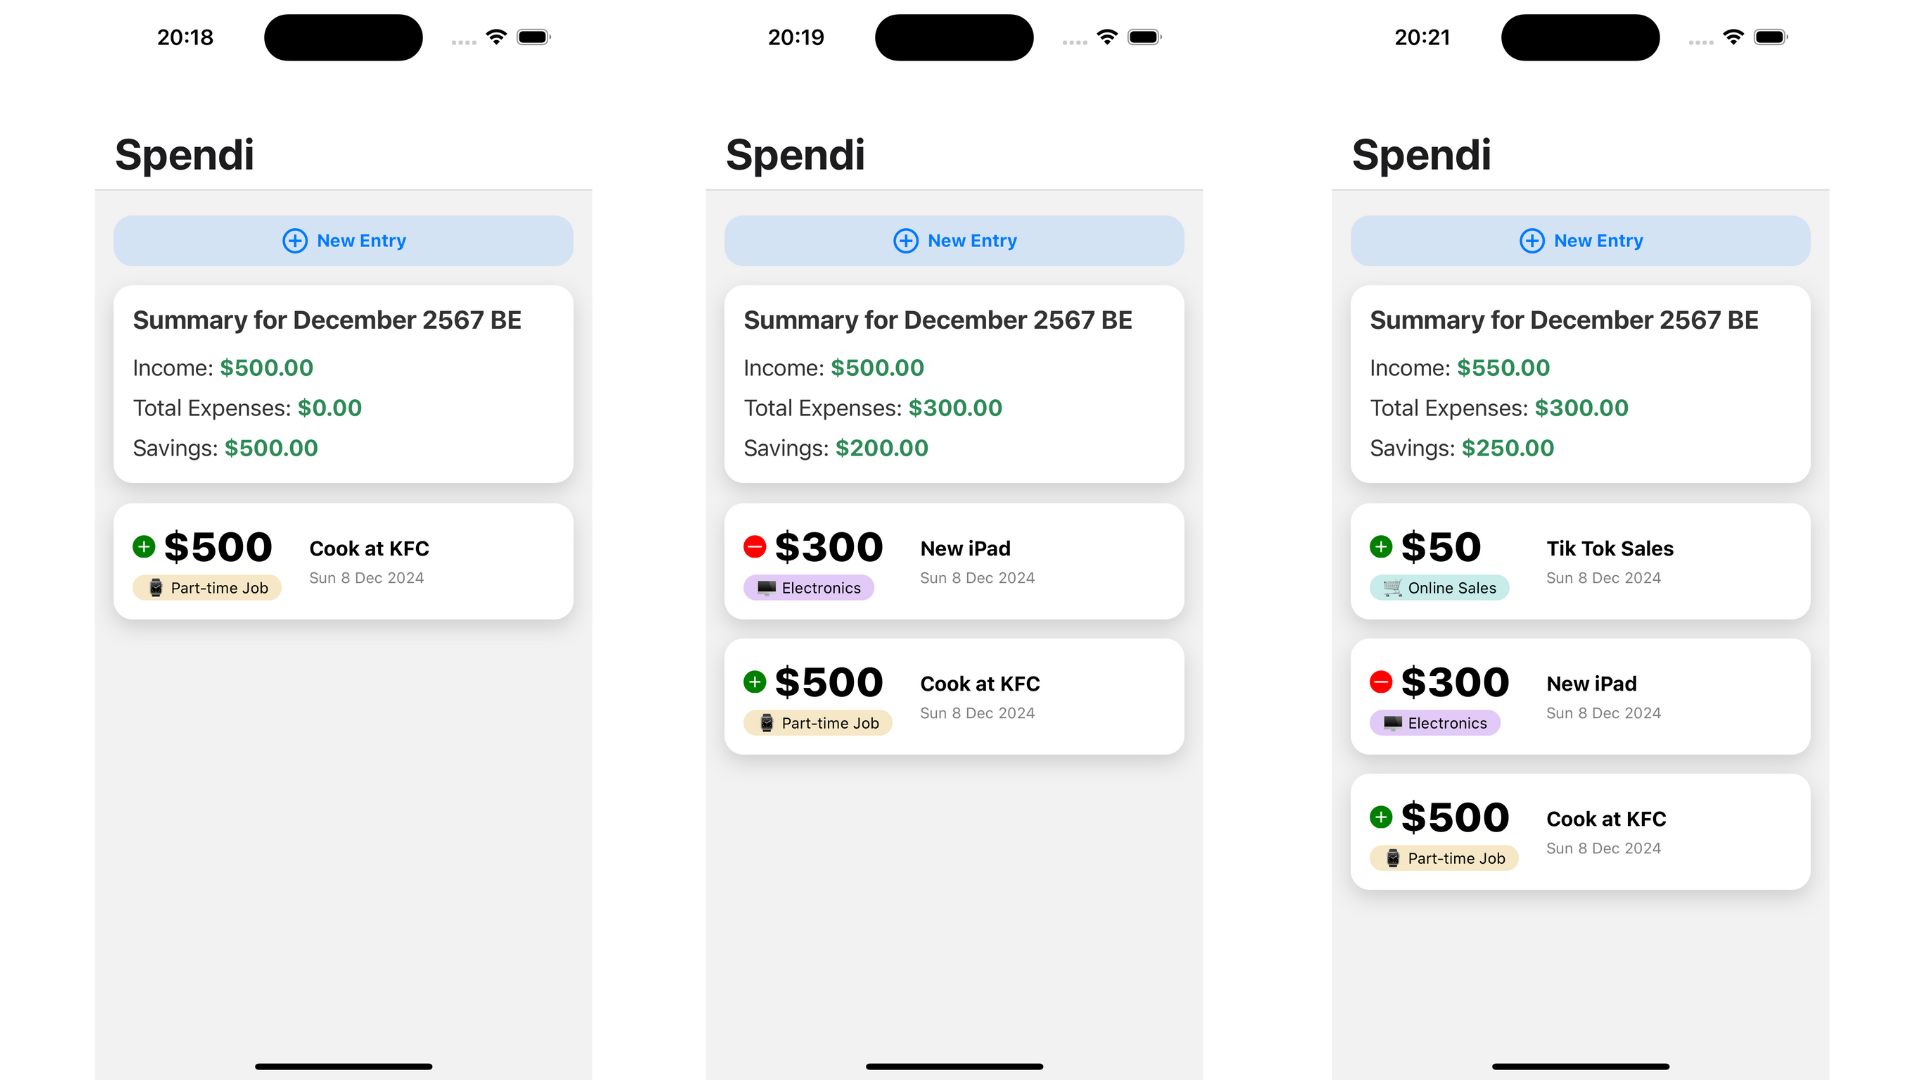 20:18
Spendi
New Entry
Summary for December 2567 BE
Income: $500.00
Total Expenses: $0.00
Savings: $500.00
$500
Cook at KFC
Part-time Job
Sun 8 Dec 2024
20:19
Spendi
New Entry
Summary for December 2567 BE
Income: $500.00
Total Expenses: $300.00
Savings: $200.00
$300
New iPad
Electronics
Sun 8 Dec 2024
$500
Cook at KFC
Part-time Job
Sun 8 Dec 2024
20:21
Spendi
New Entry
Summary for December 2567 BE
Income: $550.00
Total Expenses: $300.00
Savings: $250.00
$50
Tik Tok Sales
Online Sales
Sun 8 Dec 2024
$300
New iPad
Electronics
Sun 8 Dec 2024
$500
Cook at KFC
Part-time Job
Sun 8 Dec 2024